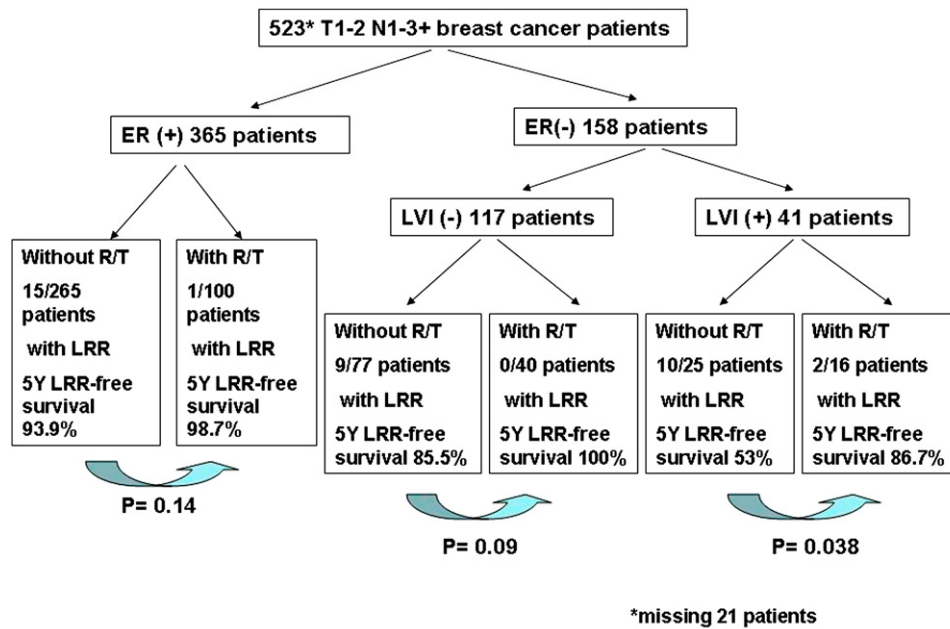 523* T1-2 N1-3+ breast cancer patients
ER (+) 365 patients
ER(-) 158 patients
LVI (-) 117 patients
LVI (+) 41 patients
Without R/T
15/265
patients
with LRR
5Y LRR-free
survival
93.9%
With R/T
1/100
patients
with LRR
5Y LRR-free
survival
98.7%
Without R/T
9/77 patients
with LRR
5Y LRR-free
survival 85.5%
With R/T
0/40 patients
with LRR
5Y LRR-free
survival 100%
Without R/T
10/25 patients
with LRR
5Y LRR-free
survival 53%
With R/T
2/16 patients
with LRR
5Y LRR-free
survival 86.7%
P= 0.14
P= 0.09
P= 0.038
*missing 21 patients